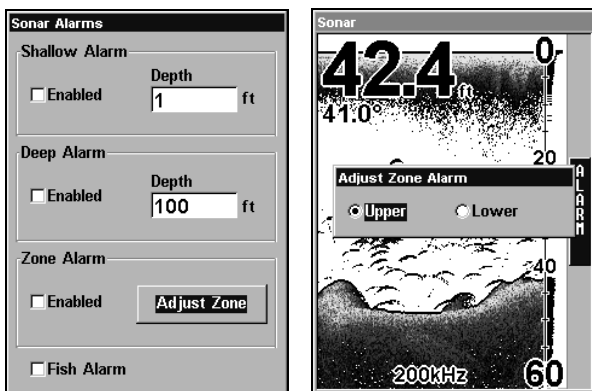 Sonar Alarms
Shallow Alarm
Enabled
Depth
1 ft
Deep Alarm
Enabled
Depth
100 ft
Zone Alarm
Enabled
Adjust Zone
Fish Alarm
Sonar
42.4 ft
0
41.0°
20
Adjust Zone Alarm
Upper Lower
ALARM
40
200kHz
60